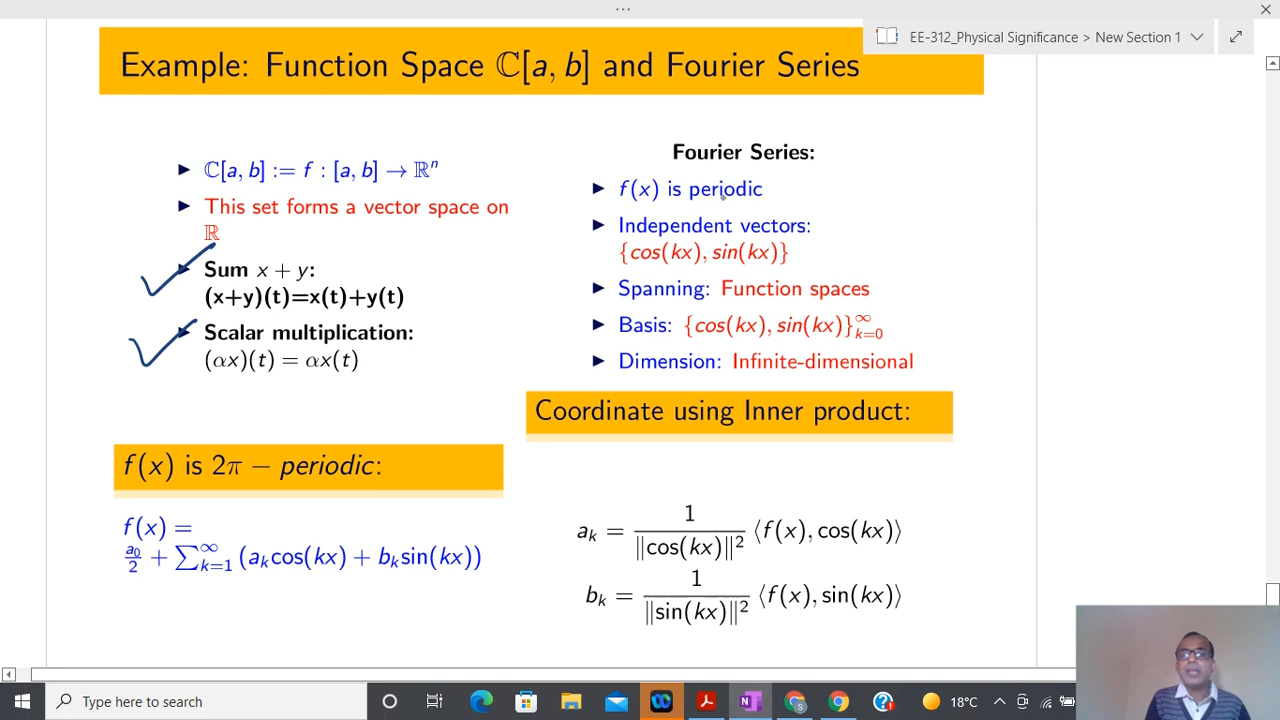 ...
EE-312_Physical Significance > New Section 1
Example: Function Space ℂ[a, b] and Fourier Series
▶ ℂ[a, b] := f : [a, b] → ℝⁿ
▶ This set forms a vector space on
ℝ
▶ Sum x + y:
(x+y)(t)=x(t)+y(t)
▶ Scalar multiplication:
(αx)(t) = αx(t)
Fourier Series:
▶ f(x) is periodic
▶ Independent vectors:
{cos(kx), sin(kx)}
▶ Spanning: Function spaces
▶ Basis: {cos(kx), sin(kx)}_{k=0}^{∞}
▶ Dimension: Infinite-dimensional
f(x) is 2π − periodic:
f(x) =
a₀/2 + ∑_{k=1}^{∞} (aₖcos(kx) + bₖsin(kx))
Coordinate using Inner product:
aₖ = 1/‖cos(kx)‖² ⟨f(x), cos(kx)⟩
bₖ = 1/‖sin(kx)‖² ⟨f(x), sin(kx)⟩
Type here to search
18°C